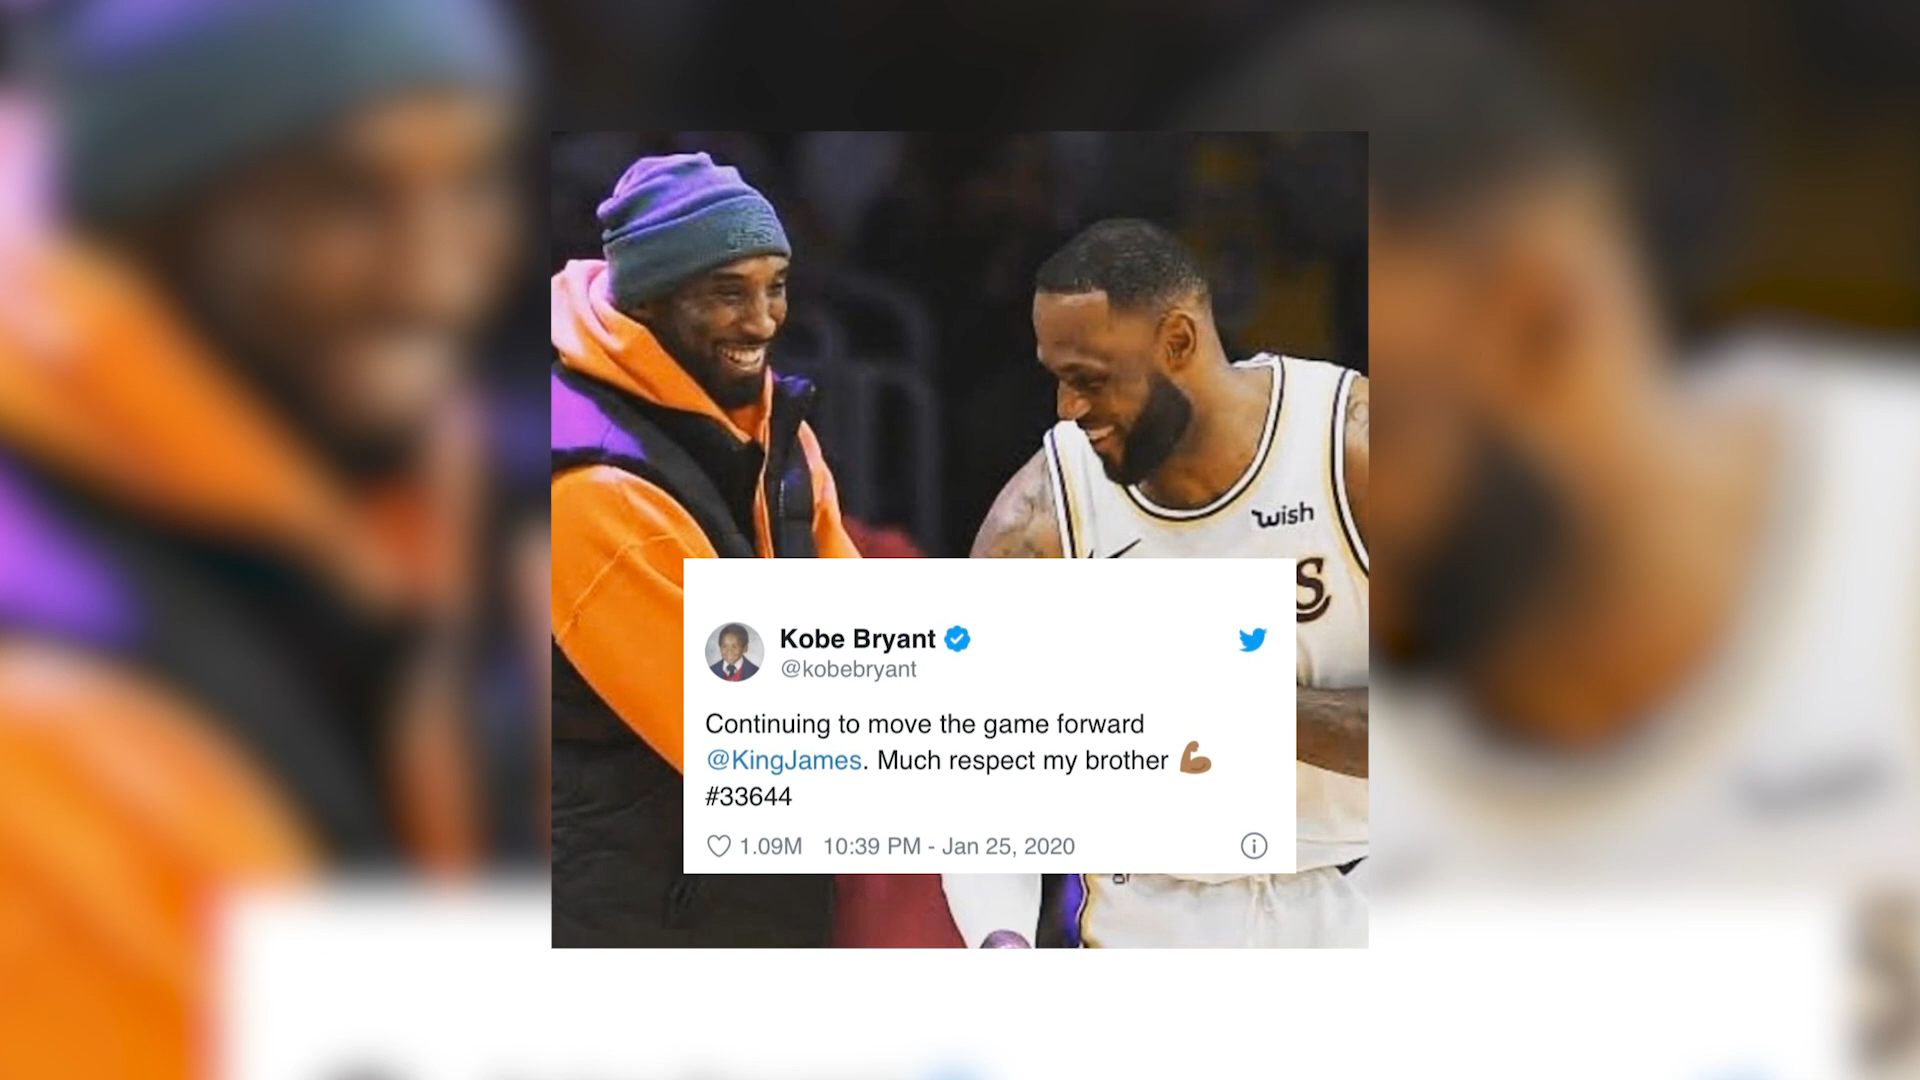 wish
S
Kobe Bryant
@kobebryant
Continuing to move the game forward
@KingJames. Much respect my brother 💪🏾
#33644
1.09M 10:39 PM - Jan 25, 2020